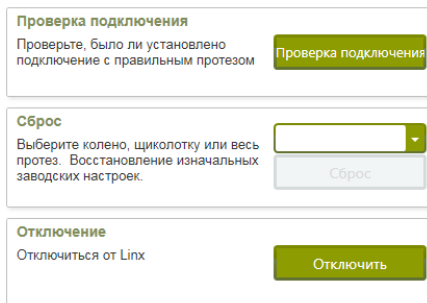 Проверка подключения
Проверьте, было ли установлено
подключение с правильным протезом
Проверка подключения
Сброс
Выберите колено, щиколотку или весь
протез. Восстановление изначальных
заводских настроек.
Сброс
Отключение
Отключиться от Linx
Отключить